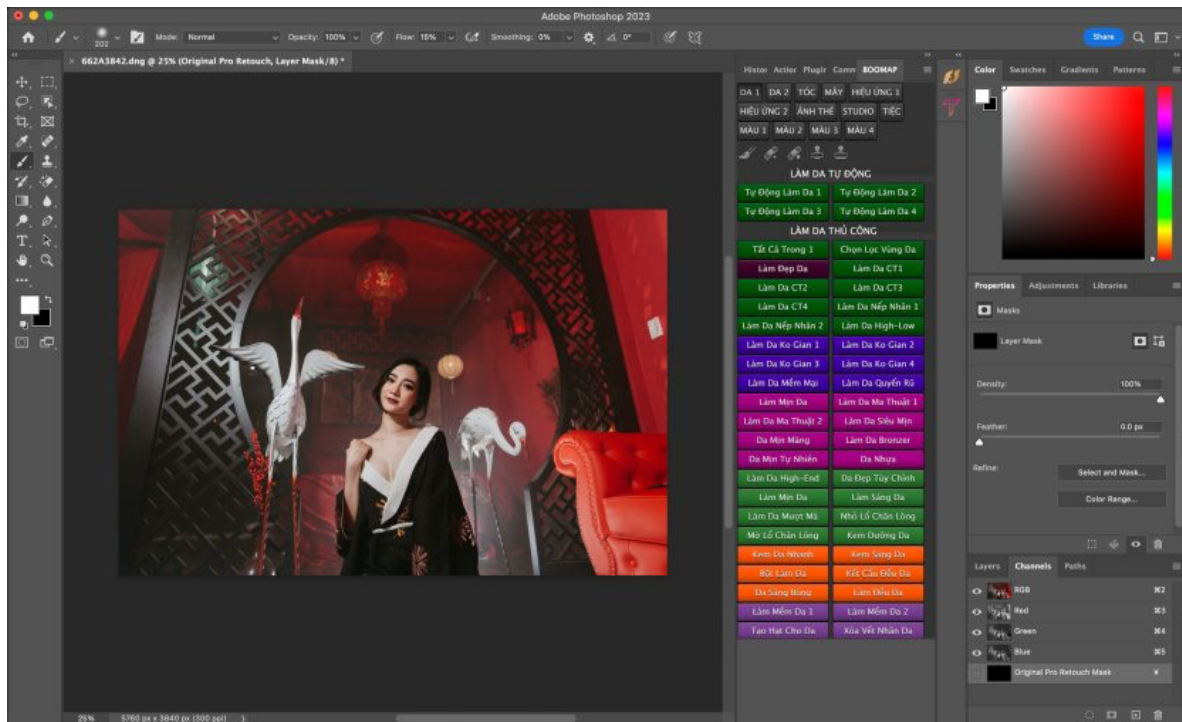 Adobe Photoshop 2023
202 Mode: Normal Opacity: 100% Flow: 15% Smoothing: 0% 0° Share
× 662A3842.dng @ 25% (Original Pro Retouch, Layer Mask/8) *
Histor Action Plugin Comm BOOMAP
DA 1 DA 2 TÓC MÂY HIỆU ỨNG 1
HIỆU ỨNG 2 ẢNH THẺ STUDIO TIỆC
MÀU 1 MÀU 2 MÀU 3 MÀU 4
LÀM DA TỰ ĐỘNG
Tự Động Làm Da 1 Tự Động Làm Da 2
Tự Động Làm Da 3 Tự Động Làm Da 4
LÀM DA THỦ CÔNG
Tất Cả Trong 1 Chọn Lọc Vùng Da
Làm Đẹp Da Làm Da CT1
Làm Da CT2 Làm Da CT3
Làm Da CT4 Làm Da Nếp Nhăn 1
Làm Da Nếp Nhăn 2 Làm Da High-Low
Làm Da Ko Gian 1 Làm Da Ko Gian 2
Làm Da Ko Gian 3 Làm Da Ko Gian 4
Làm Da Mềm Mại Làm Da Quyến Rũ
Làm Mịn Da Làm Da Ma Thuật 1
Làm Da Ma Thuật 2 Làm Da Siêu Mịn
Da Mịn Màng Làm Da Bronzer
Da Mịn Tự Nhiên Da Nhựa
Làm Da High-End Da Đẹp Tùy Chỉnh
Làm Mịn Da Làm Sáng Da
Làm Da Mượt Mà Nhỏ Lỗ Chân Lông
Mờ Lỗ Chân Lông Kem Dưỡng Da
Kem Da Nhanh Kem Sáng Da
Bột Làm Da Kết Cấu Đều Da
Da Sáng Bóng Làm Đều Da
Làm Mềm Da 1 Làm Mềm Da 2
Tạo Hạt Cho Da Xóa Vết Nhăn Da
Color Swatches Gradients Patterns
Properties Adjustments Libraries
Masks
Layer Mask
Density: 100%
Feather: 0.0 px
Refine: Select and Mask...
Color Range...
Layers Channels Paths
RGB ⌘2
Red ⌘3
Green ⌘4
Blue ⌘5
Original Pro Retouch Mask
25% 5760 px x 3840 px (300 ppi)